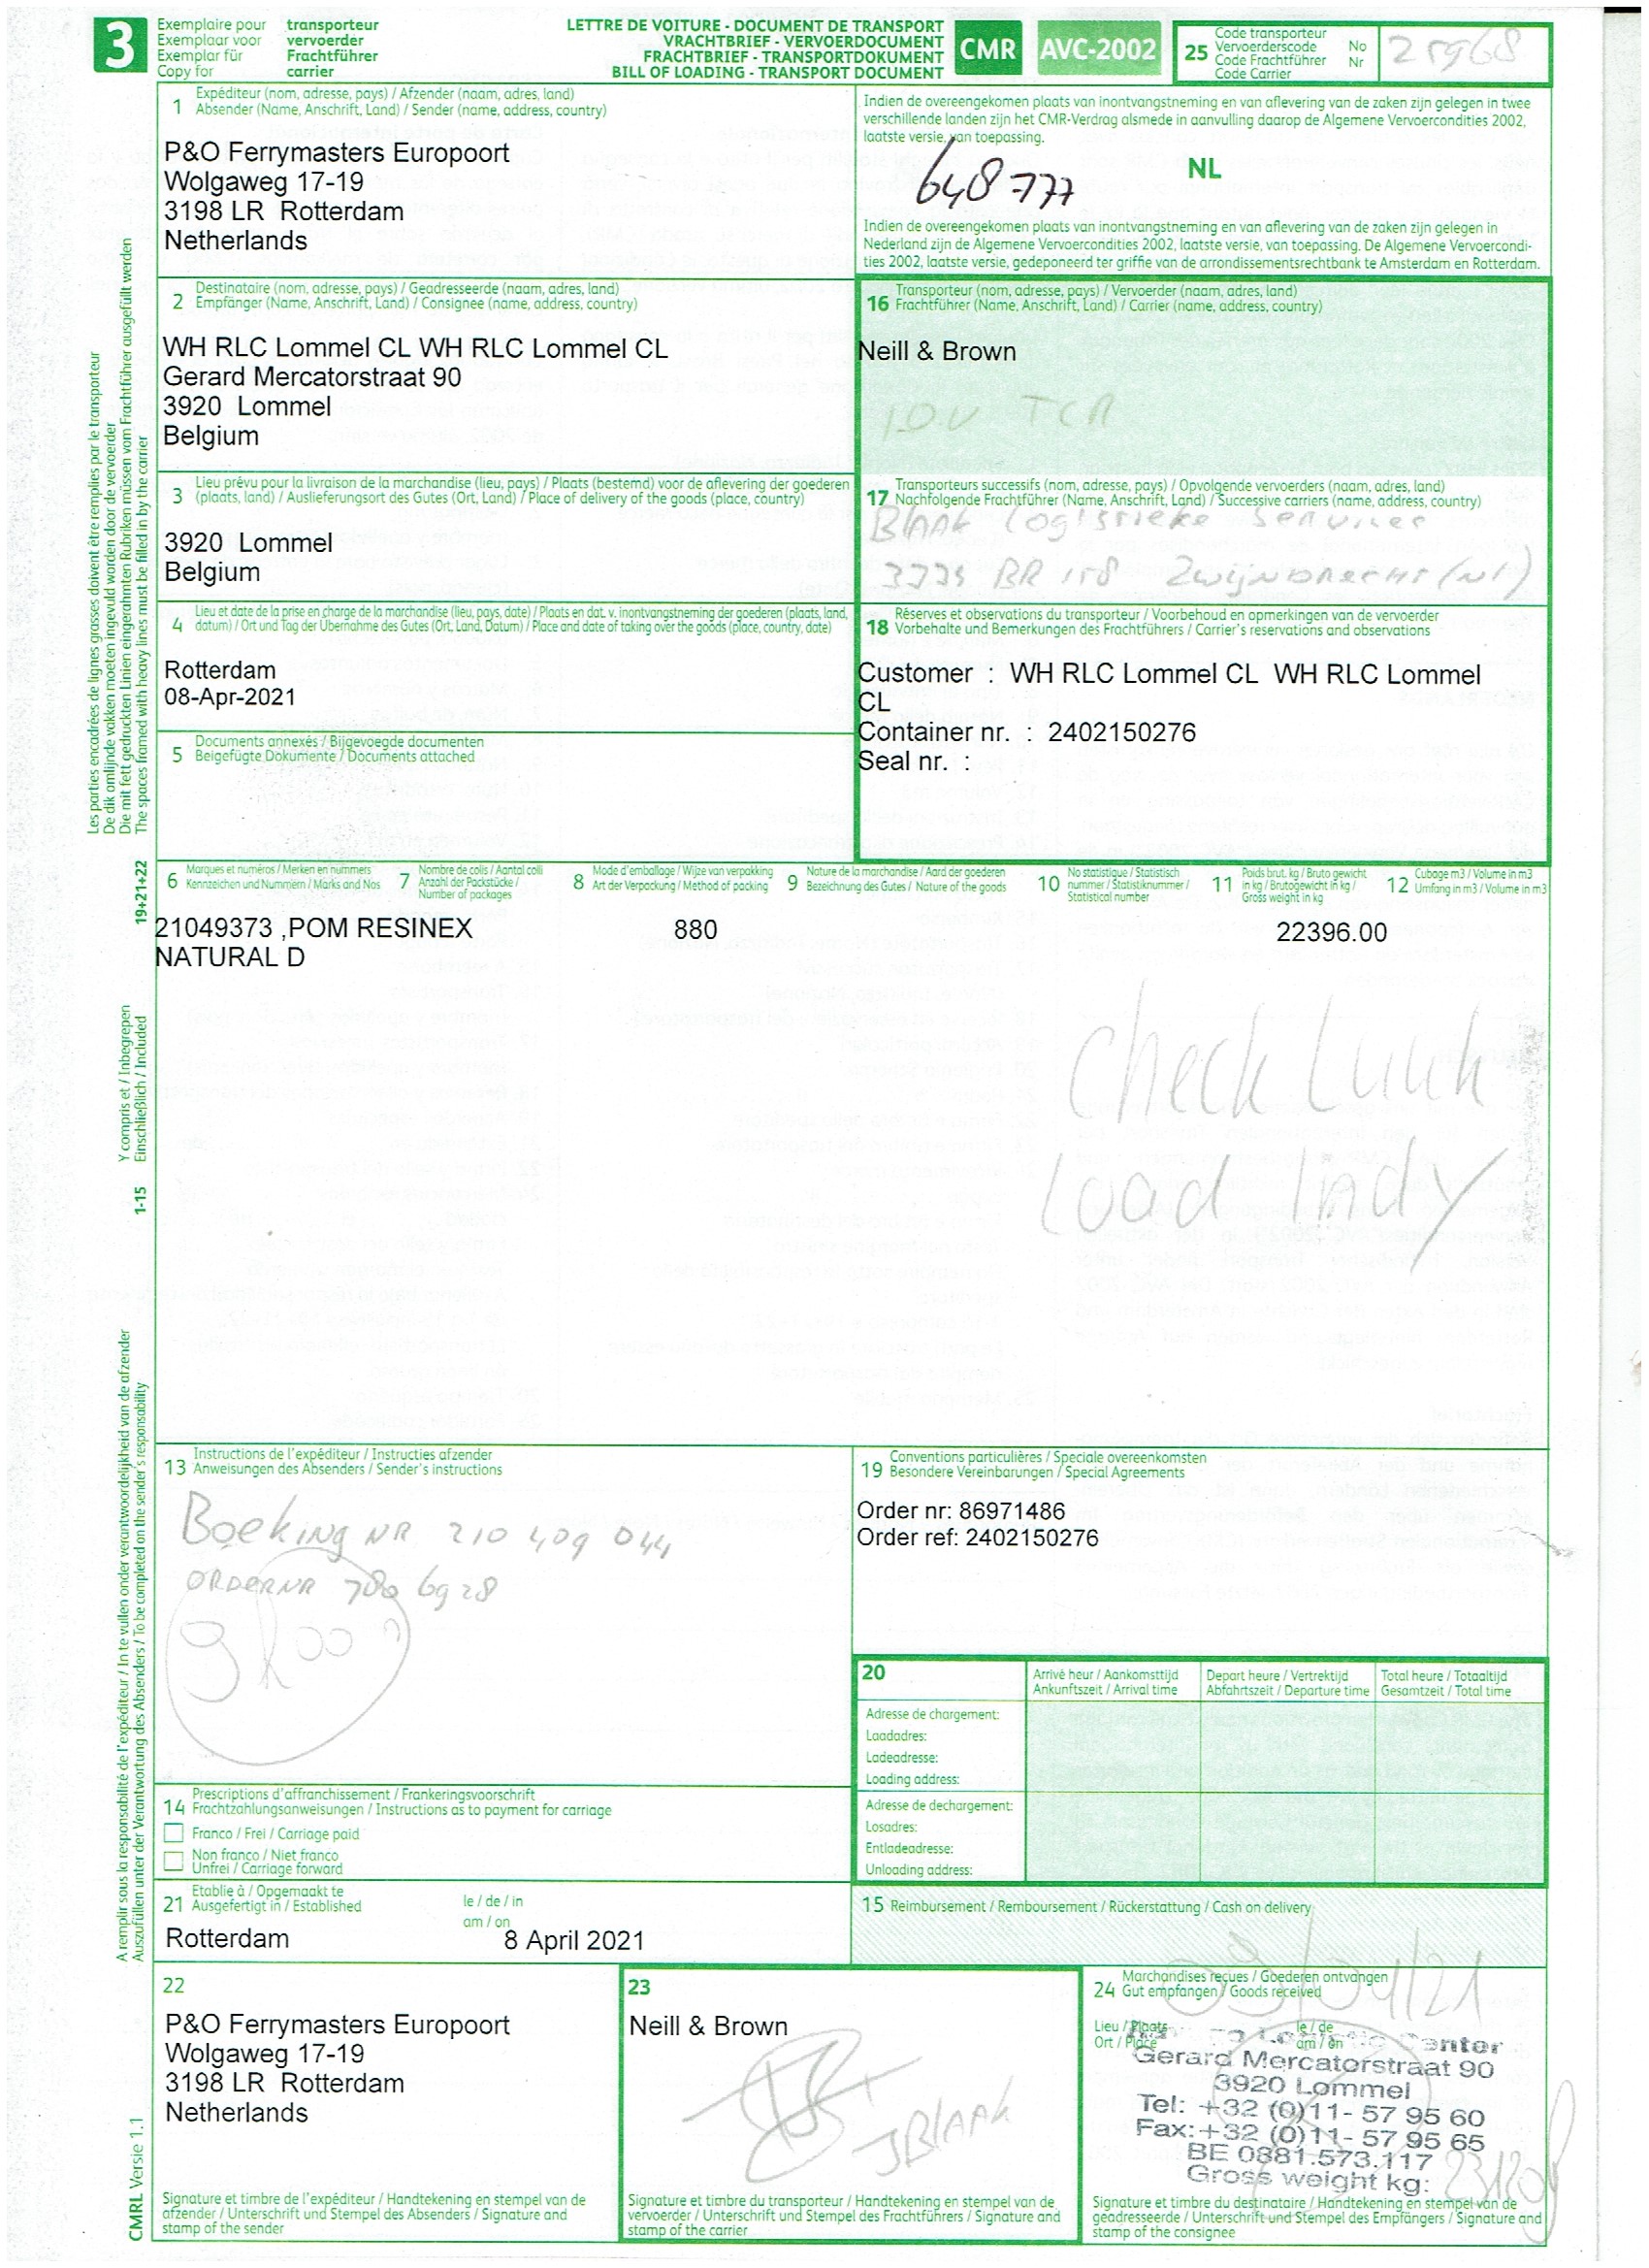 3
Exemplaire pour transporteur
Exemplaar voor vervoerder
Exemplar für Frachtführer
Copy for carrier
LETTRE DE VOITURE - DOCUMENT DE TRANSPORT
VRACHTBRIEF - VERVOERDOCUMENT
FRACHTBRIEF - TRANSPORTDOKUMENT
BILL OF LOADING - TRANSPORT DOCUMENT
CMR
AVC-2002
25
Code transporteur
Vervoerderscode No
Code Frachtführer Nr
Code Carrier
25968
1
Expéditeur (nom, adresse, pays) / Afzender (naam, adres, land)
Absender (Name, Anschrift, Land) / Sender (name, address, country)
P&O Ferrymasters Europoort
Wolgaweg 17-19
3198 LR Rotterdam
Netherlands
Indien de overeengekomen plaats van inontvangstneming en van aflevering van de zaken zijn gelegen in twee
verschillende landen zijn het CMR-Verdrag alsmede in aanvulling daarop de Algemene Vervoercondities 2002,
laatste versie, van toepassing.
648777
NL
Indien de overeengekomen plaats van inontvangstneming en van aflevering van de zaken zijn gelegen in
Nederland zijn de Algemene Vervoercondities 2002, laatste versie, van toepassing. De Algemene Vervoercondi-
ties 2002, laatste versie, gedeponeerd ter griffie van de arrondissementsrechtbank te Amsterdam en Rotterdam.
2
Destinataire (nom, adresse, pays) / Geadresseerde (naam, adres, land)
Empfänger (Name, Anschrift, Land) / Consignee (name, address, country)
WH RLC Lommel CL WH RLC Lommel CL
Gerard Mercatorstraat 90
3920 Lommel
Belgium
16
Transporteur (nom, adresse, pays) / Vervoerder (naam, adres, land)
Frachtführer (Name, Anschrift, Land) / Carrier (name, address, country)
Neill & Brown
I.O.V TCR
3
Lieu prévu pour la livraison de la marchandise (lieu, pays) / Plaats (bestemd) voor de aflevering der goederen
(plaats, land) / Auslieferungsort des Gutes (Ort, Land) / Place of delivery of the goods (place, country)
3920 Lommel
Belgium
17
Transporteurs successifs (nom, adresse, pays) / Opvolgende vervoerders (naam, adres, land)
Nachfolgende Frachtführer (Name, Anschrift, Land) / Successive carriers (name, address, country)
Blaak Logistieke Services
BR 158 Zwijndrecht (NL)
4
Lieu et date de la prise en charge de la marchandise (lieu, pays, date) / Plaats en dat. v. inontvangstneming der goederen (plaats, land,
datum) / Ort und Tag der Übernahme des Gutes (Ort, Land, Datum) / Place and date of taking over the goods (place, country, date)
Rotterdam
08-Apr-2021
18
Réserves et observations du transporteur / Voorbehoud en opmerkingen van de vervoerder
Vorbehalte und Bemerkungen des Frachtführers / Carrier's reservations and observations
Customer : WH RLC Lommel CL WH RLC Lommel
CL
Container nr. : 2402150276
Seal nr. :
5
Documents annexés / Bijgevoegde documenten
Beigefügte Dokumente / Documents attached
6
Marques et numéros / Merken en nummers
Kennzeichen und Nummern / Marks and Nos
7
Nombre de colis / Aantal colli
Anzahl der Packstücke /
Number of packages
8
Mode d'emballage / Wijze van verpakking
Art der Verpackung / Method of packing
9
Nature de la marchandise / Aard der goederen
Bezeichnung des Gutes / Nature of the goods
10
No statistique / Statistisch
nummer / Statistiknummer /
Statistical number
11
Poids brut, kg / Bruto gewicht
in kg / Brutogewicht in kg /
Gross weight in kg
12
Cubage m3 / Volume in m3
Umfang in m3 / Volume in m3
21049373 ,POM RESINEX 880 22396.00
NATURAL D
Check
Load
13
Instructions de l'expéditeur / Instructies afzender
Anweisungen des Absenders / Sender's instructions
Boeking NR 210 409 044
ORDERNR 780 6928
9h00
19
Conventions particulières / Speciale overeenkomsten
Besondere Vereinbarungen / Special Agreements
Order nr: 86971486
Order ref: 2402150276
20
Arrivé heur / Aankomsttijd
Ankunftszeit / Arrival time
Depart heure / Vertrektijd
Abfahrtszeit / Departure time
Total heure / Totaaltijd
Gesamtzeit / Total time
Adresse de chargement:
Laadadres:
Ladeadresse:
Loading address:
Adresse de dechargement:
Losadres:
Entladeadresse:
Unloading address:
14
Prescriptions d'affranchissement / Frankeringsvoorschrift
Frachtzahlungsanweisungen / Instructions as to payment for carriage
Franco / Frei / Carriage paid
Non franco / Niet franco
Unfrei / Carriage forward
21
Etablie à / Opgemaakt te
Ausgefertigt in / Established
le / de / in
am / on
Rotterdam 8 April 2021
15 Reimbursement / Remboursement / Rückerstattung / Cash on delivery
22
P&O Ferrymasters Europoort
Wolgaweg 17-19
3198 LR Rotterdam
Netherlands
Signature et timbre de l'expéditeur / Handtekening en stempel van de
afzender / Unterschrift und Stempel des Absenders / Signature and
stamp of the sender
23
Neill & Brown
JBlaak
Signature et timbre du transporteur / Handtekening en stempel van de
vervoerder / Unterschrift und Stempel des Frachtführers / Signature and
stamp of the carrier
09/04/21
24
Marchandises reçues / Goederen ontvangen
Gut empfangen / Goods received
Lieu / Plaats le / de
Ort / Place am / on
Center
Gerard Mercatorstraat 90
3920 Lommel
Tel: +32 (0)11- 57 95 60
Fax: +32 (0)11- 57 95 65
BE 0881.573.117
Gross weight kg:
Signature et timbre du destinataire / Handtekening en stempel van de
geadresseerde / Unterschrift und Stempel des Empfängers / Signature and
stamp of the consignee
Les parties encadrées de lignes grasses doivent être remplies par le transporteur
De dik omlijnde vakken moeten ingevuld worden door de vervoerder
Die mit fett gedruckten Linien eingerahmten Rubriken müssen vom Frachtführer ausgefüllt werden
The spaces framed with heavy lines must be filled in by the carrier
19+21+22
Y compris et / Inbegrepen
Einschließlich / Included
1-15
A remplir sous la responsabilité de l'expéditeur / In te vullen onder verantwoordelijkheid van de afzender
Auszufüllen unter der Verantwortung des Absenders / To be completed on the sender's responsibility
CMRL Versie 1.1